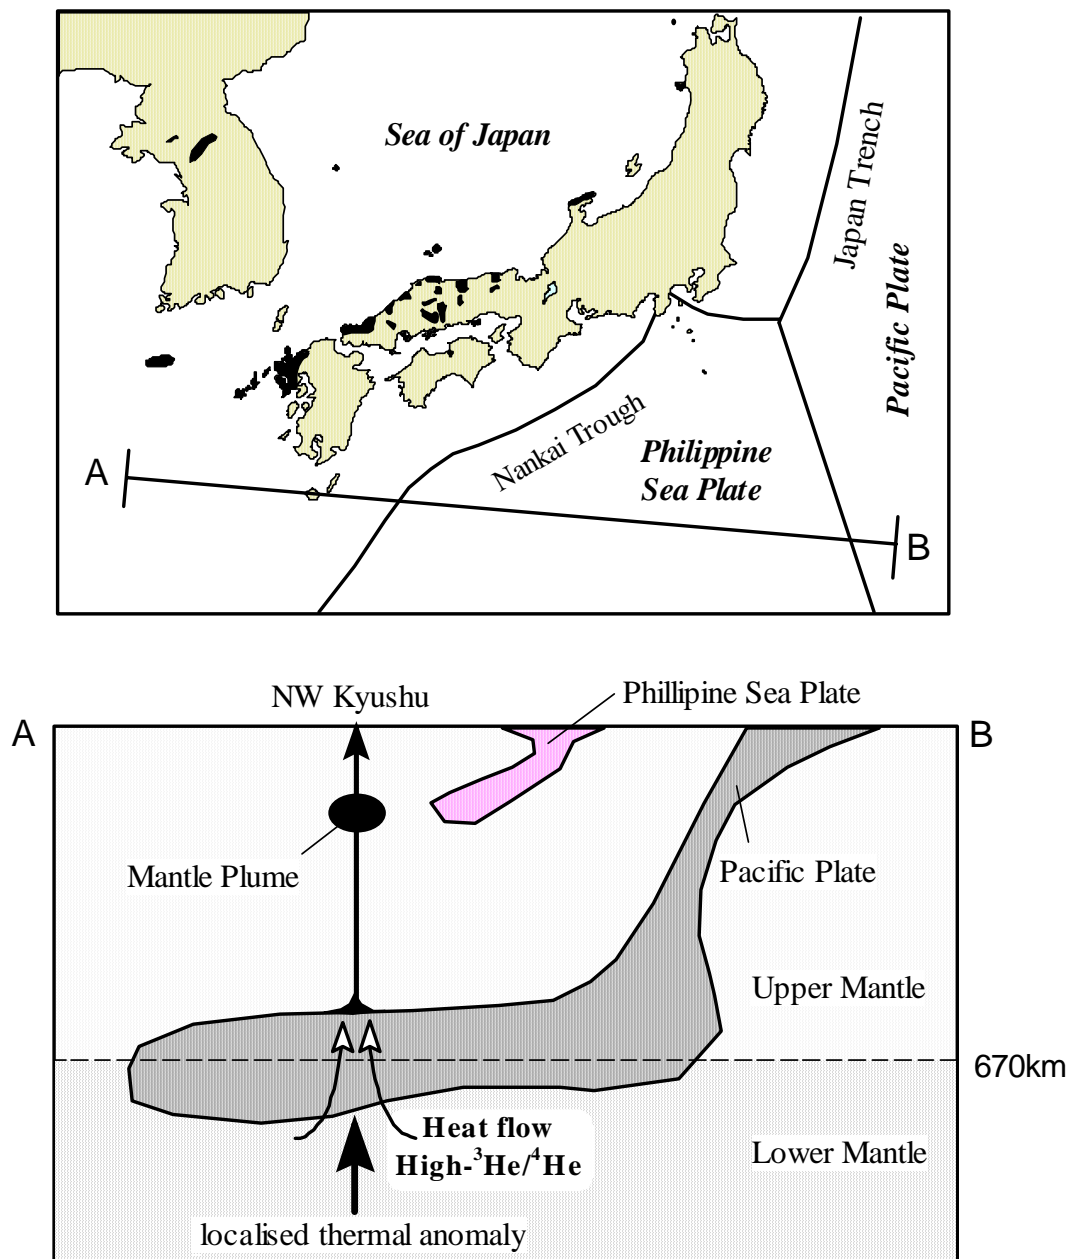 Sea of Japan
Japan Trench
Pacific Plate
Nankai Trough
Philippine
Sea Plate
A
B
NW Kyushu
Phillipine Sea Plate
A
B
Mantle Plume
Pacific Plate
Upper Mantle
670km
Heat flow
High-³He/⁴He
Lower Mantle
localised thermal anomaly